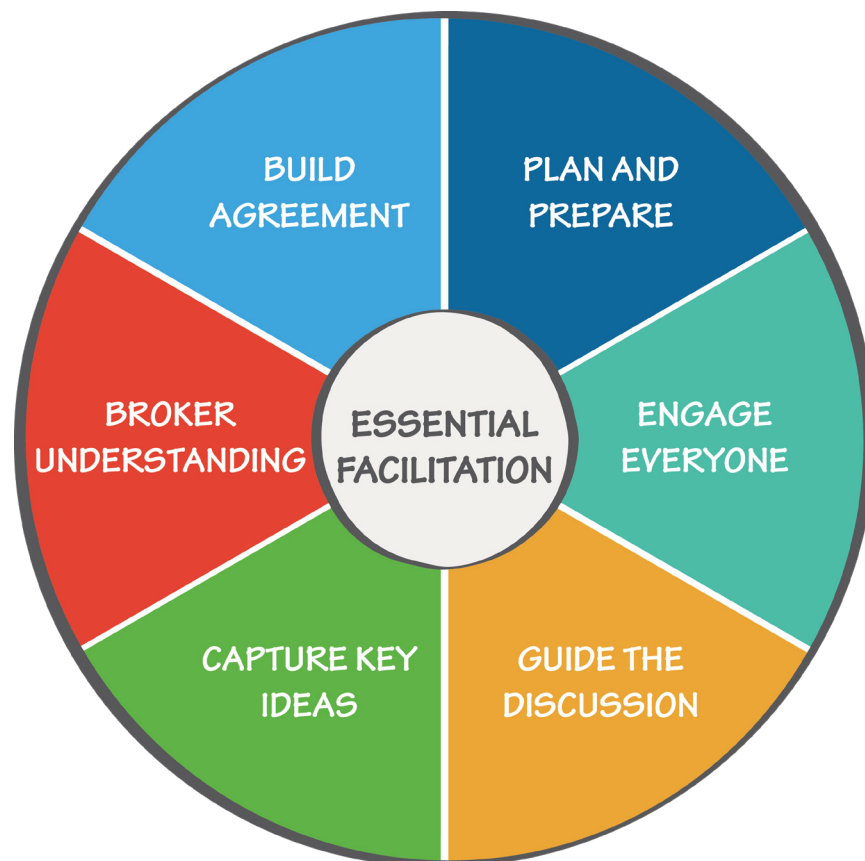 BUILD
AGREEMENT
PLAN AND
PREPARE
BROKER
UNDERSTANDING
ESSENTIAL
FACILITATION
ENGAGE
EVERYONE
CAPTURE KEY
IDEAS
GUIDE THE
DISCUSSION